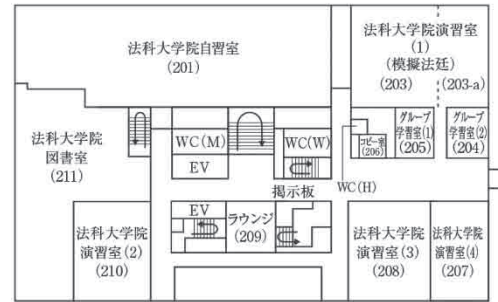 法科大学院自習室
(201)
法科大学院演習室
(1)
(模擬法廷)
(203)
(203-a)
法科大学院
図書室
(211)
WC(M)
EV
WC(W)
コピー室
(206)
グループ
学習室(1)
(205)
グループ
学習室(2)
(204)
掲示板
WC(H)
法科大学院
演習室(2)
(210)
EV
ラウンジ
(209)
法科大学院
演習室(3)
(208)
法科大学院
演習室(4)
(207)